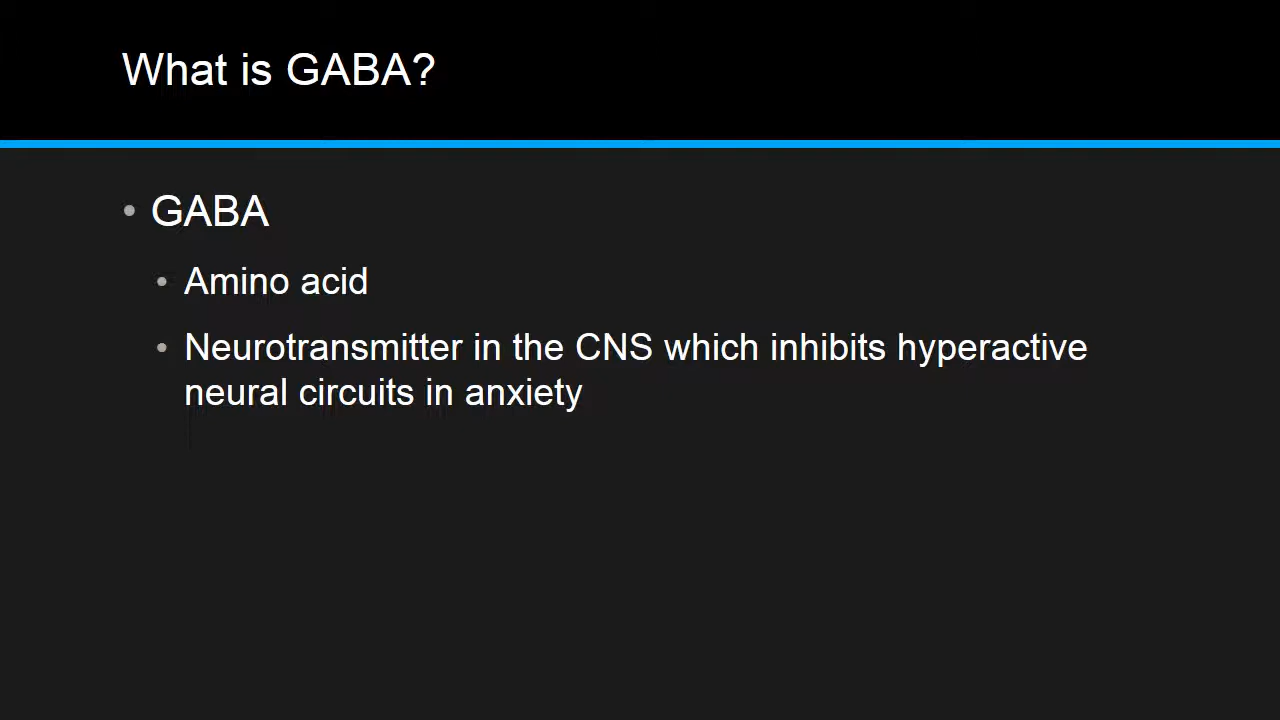 What is GABA?
• GABA
• Amino acid
• Neurotransmitter in the CNS which inhibits hyperactive
neural circuits in anxiety